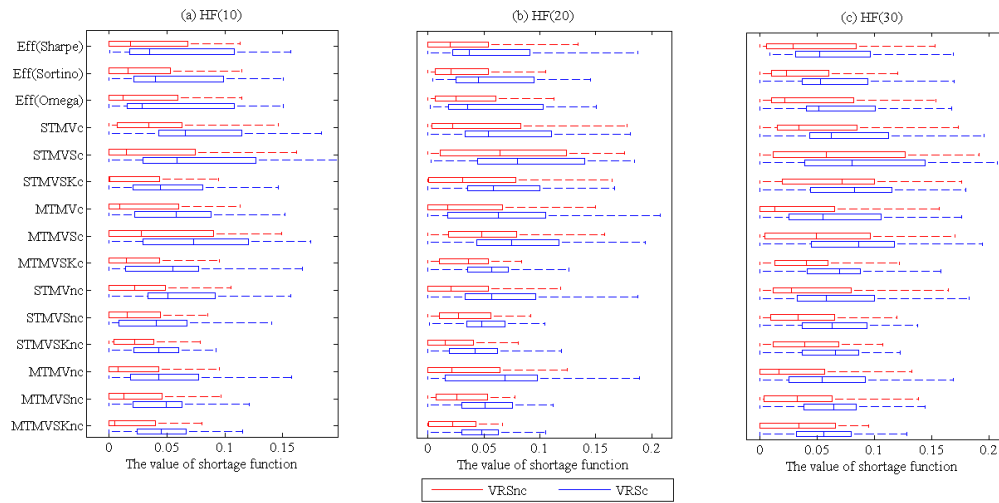 (a) HF(10)
(b) HF(20)
(c) HF(30)
Eff(Sharpe)
Eff(Sortino)
Eff(Omega)
STMVc
STMVSc
STMVSKc
MTMVc
MTMVSc
MTMVSKc
STMVnc
STMVSnc
STMVSKnc
MTMVnc
MTMVSnc
MTMVSKnc
0 0.05 0.1 0.15
0 0.05 0.1 0.15 0.2
0 0.05 0.1 0.15 0.2
The value of shortage function
The value of shortage function
The value of shortage function
VRSnc VRSc